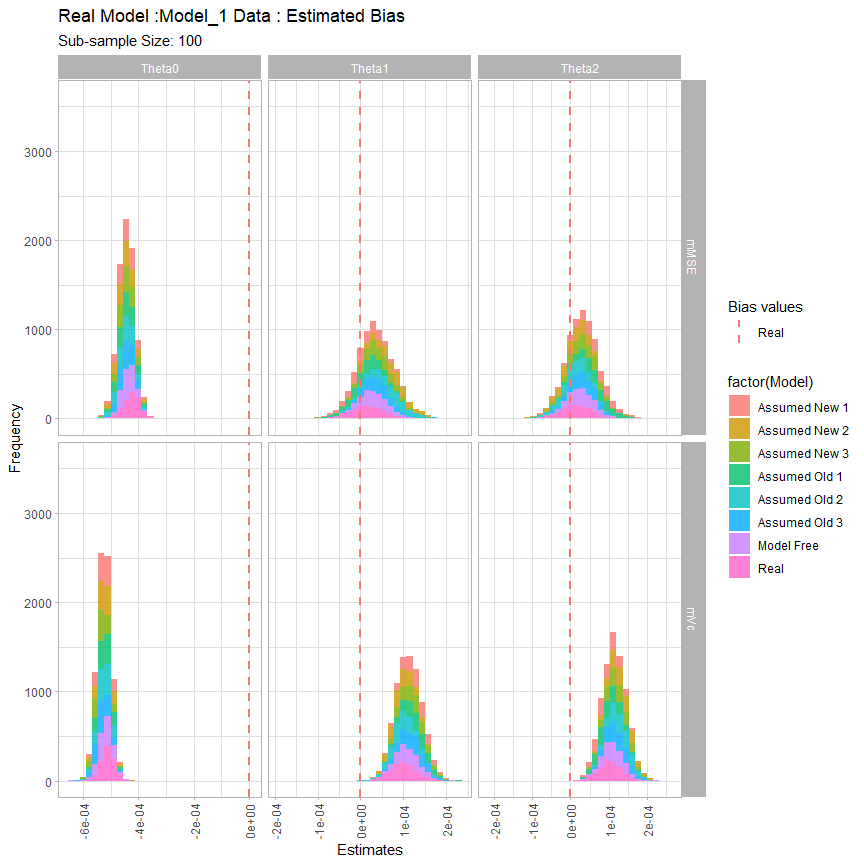 Real Model :Model_1 Data : Estimated Bias
Sub-sample Size: 100
Theta0 Theta1 Theta2
3000
2000
1000
0
mMSE
3000
2000
1000
0
mVc
Frequency
-6e-04 -4e-04 -2e-04 0e+00 -2e-04 -1e-04 0e+00 1e-04 2e-04 -2e-04 -1e-04 0e+00 1e-04 2e-04
Estimates
Bias values
Real
factor(Model)
Assumed New 1
Assumed New 2
Assumed New 3
Assumed Old 1
Assumed Old 2
Assumed Old 3
Model Free
Real